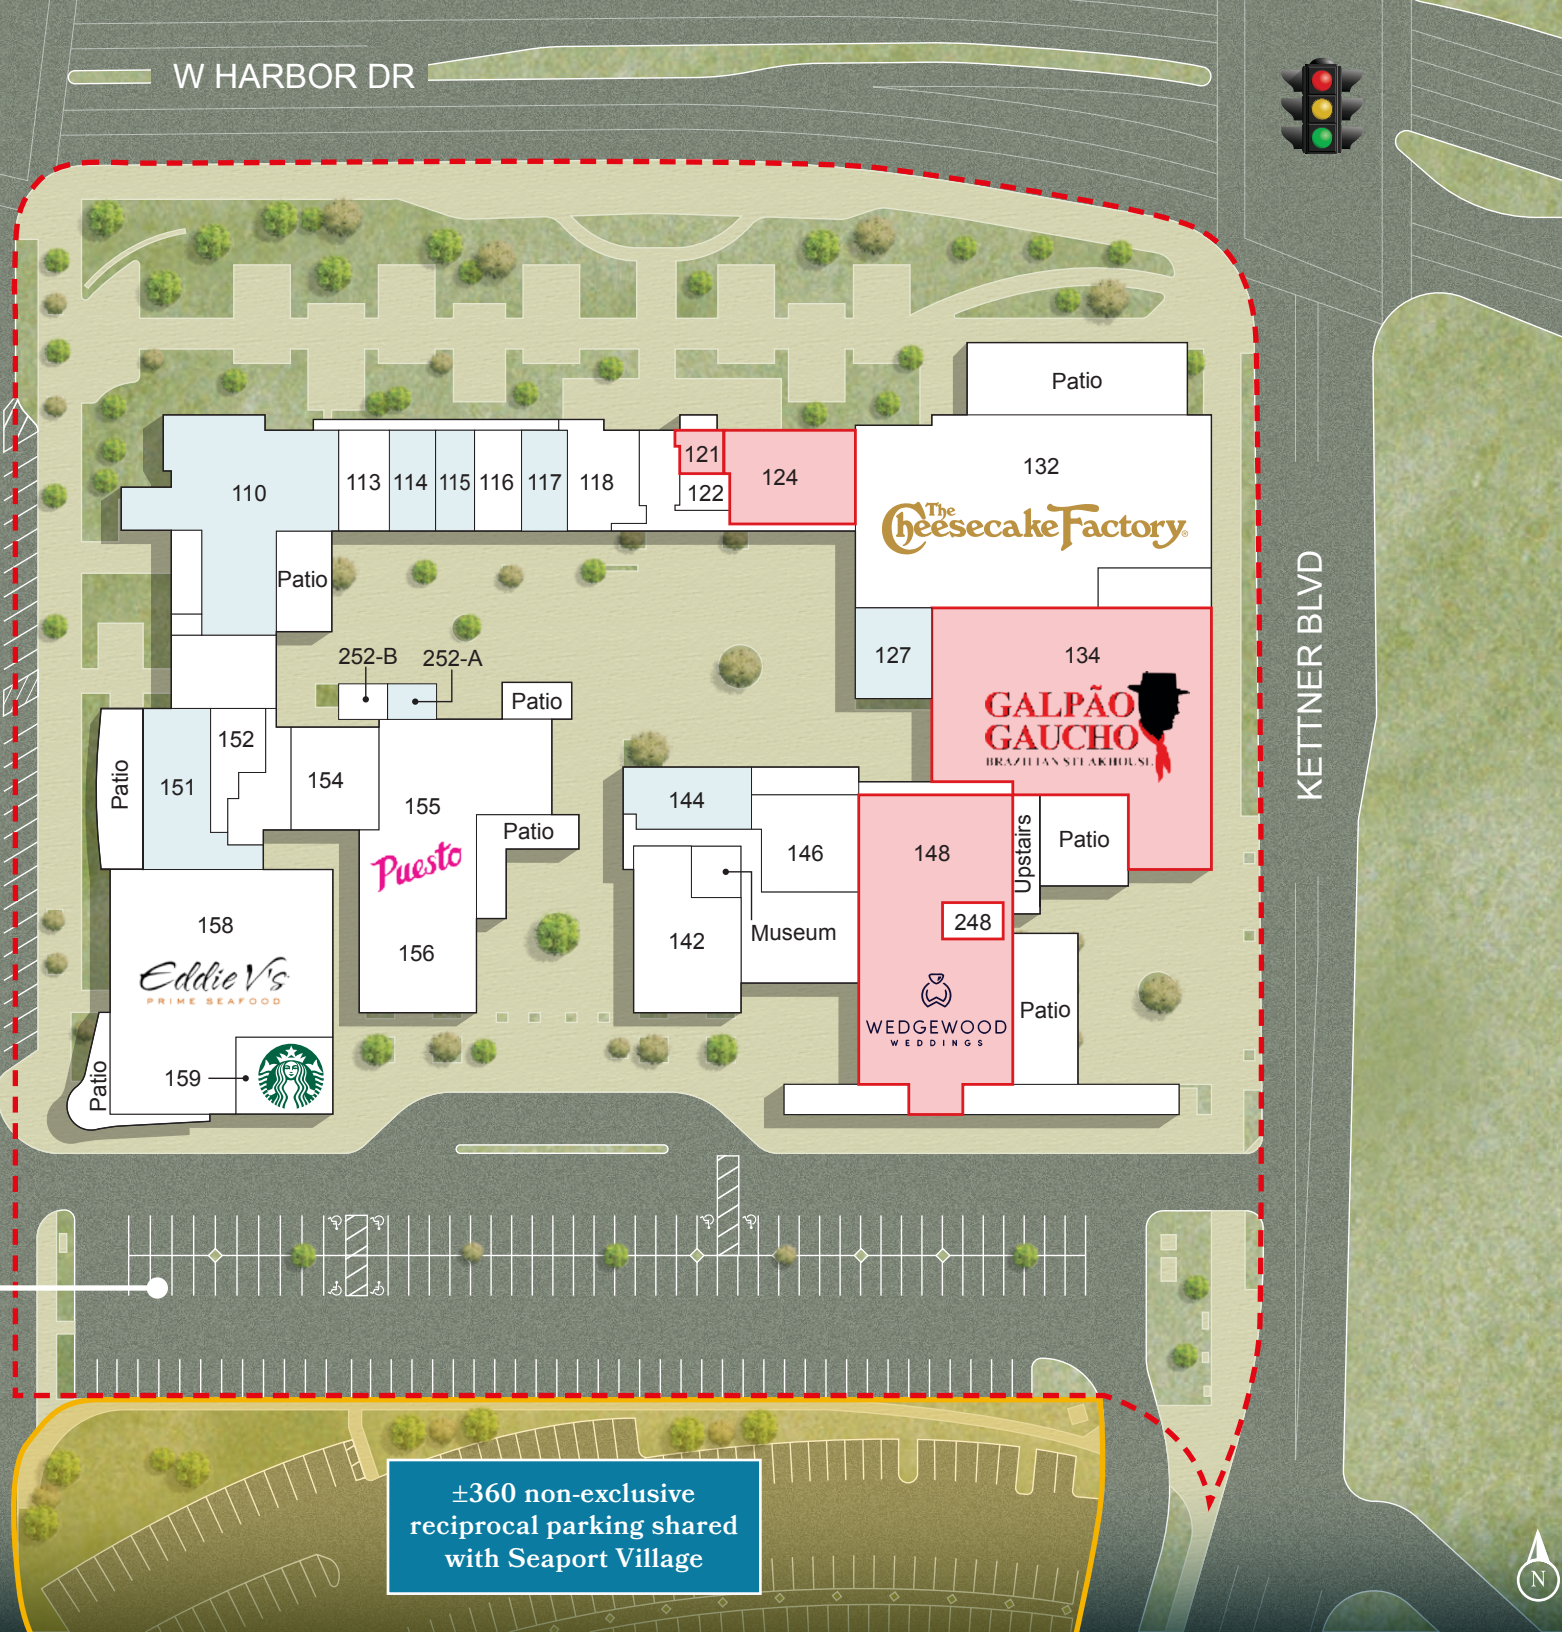 W HARBOR DR
Patio
121
132
124
113
114
115
116
117
118
110
122
The
Cheesecake Factory®
Patio
KETTNER BLVD
127
134
252-B
252-A
GALPÃO
GAUCHO
BRAZILIAN STEAKHOUSE
Patio
152
Patio
151
154
155
144
Patio
Upstairs
Patio
146
148
Puesto
158
248
Museum
142
156
Eddie V's
PRIME SEAFOOD
Patio
WEDGEWOOD
WEDDINGS
Patio
159
±360 non-exclusive
reciprocal parking shared
with Seaport Village
N